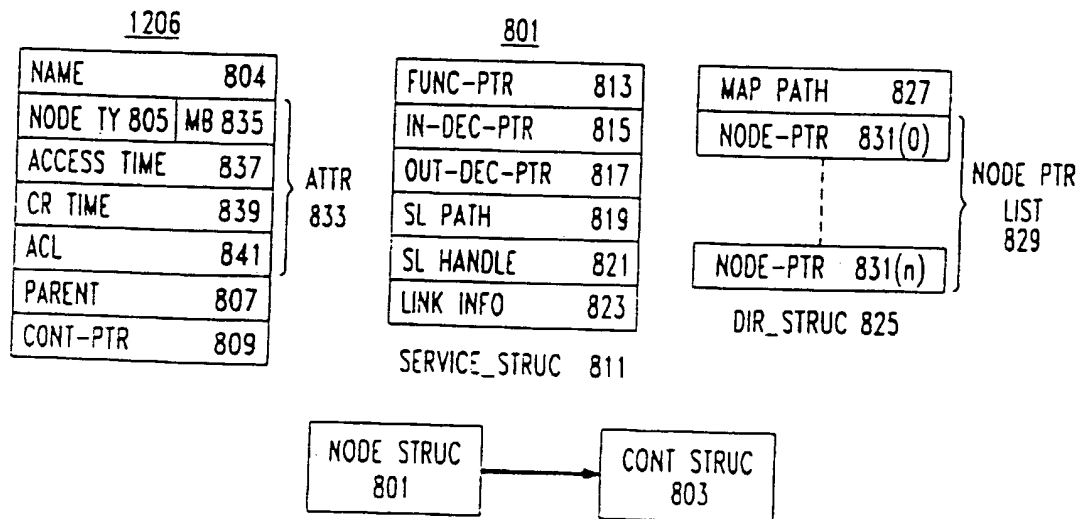 1206
NAME 804
NODE TY 805 MB 835
ACCESS TIME 837
CR TIME 839
ACL 841
PARENT 807
CONT-PTR 809
ATTR
833
801
FUNC-PTR 813
IN-DEC-PTR 815
OUT-DEC-PTR 817
SL PATH 819
SL HANDLE 821
LINK INFO 823
SERVICE_STRUC 811
MAP PATH 827
NODE-PTR 831(0)
NODE-PTR 831(n)
NODE PTR
LIST
829
DIR_STRUC 825
NODE STRUC
801
CONT STRUC
803